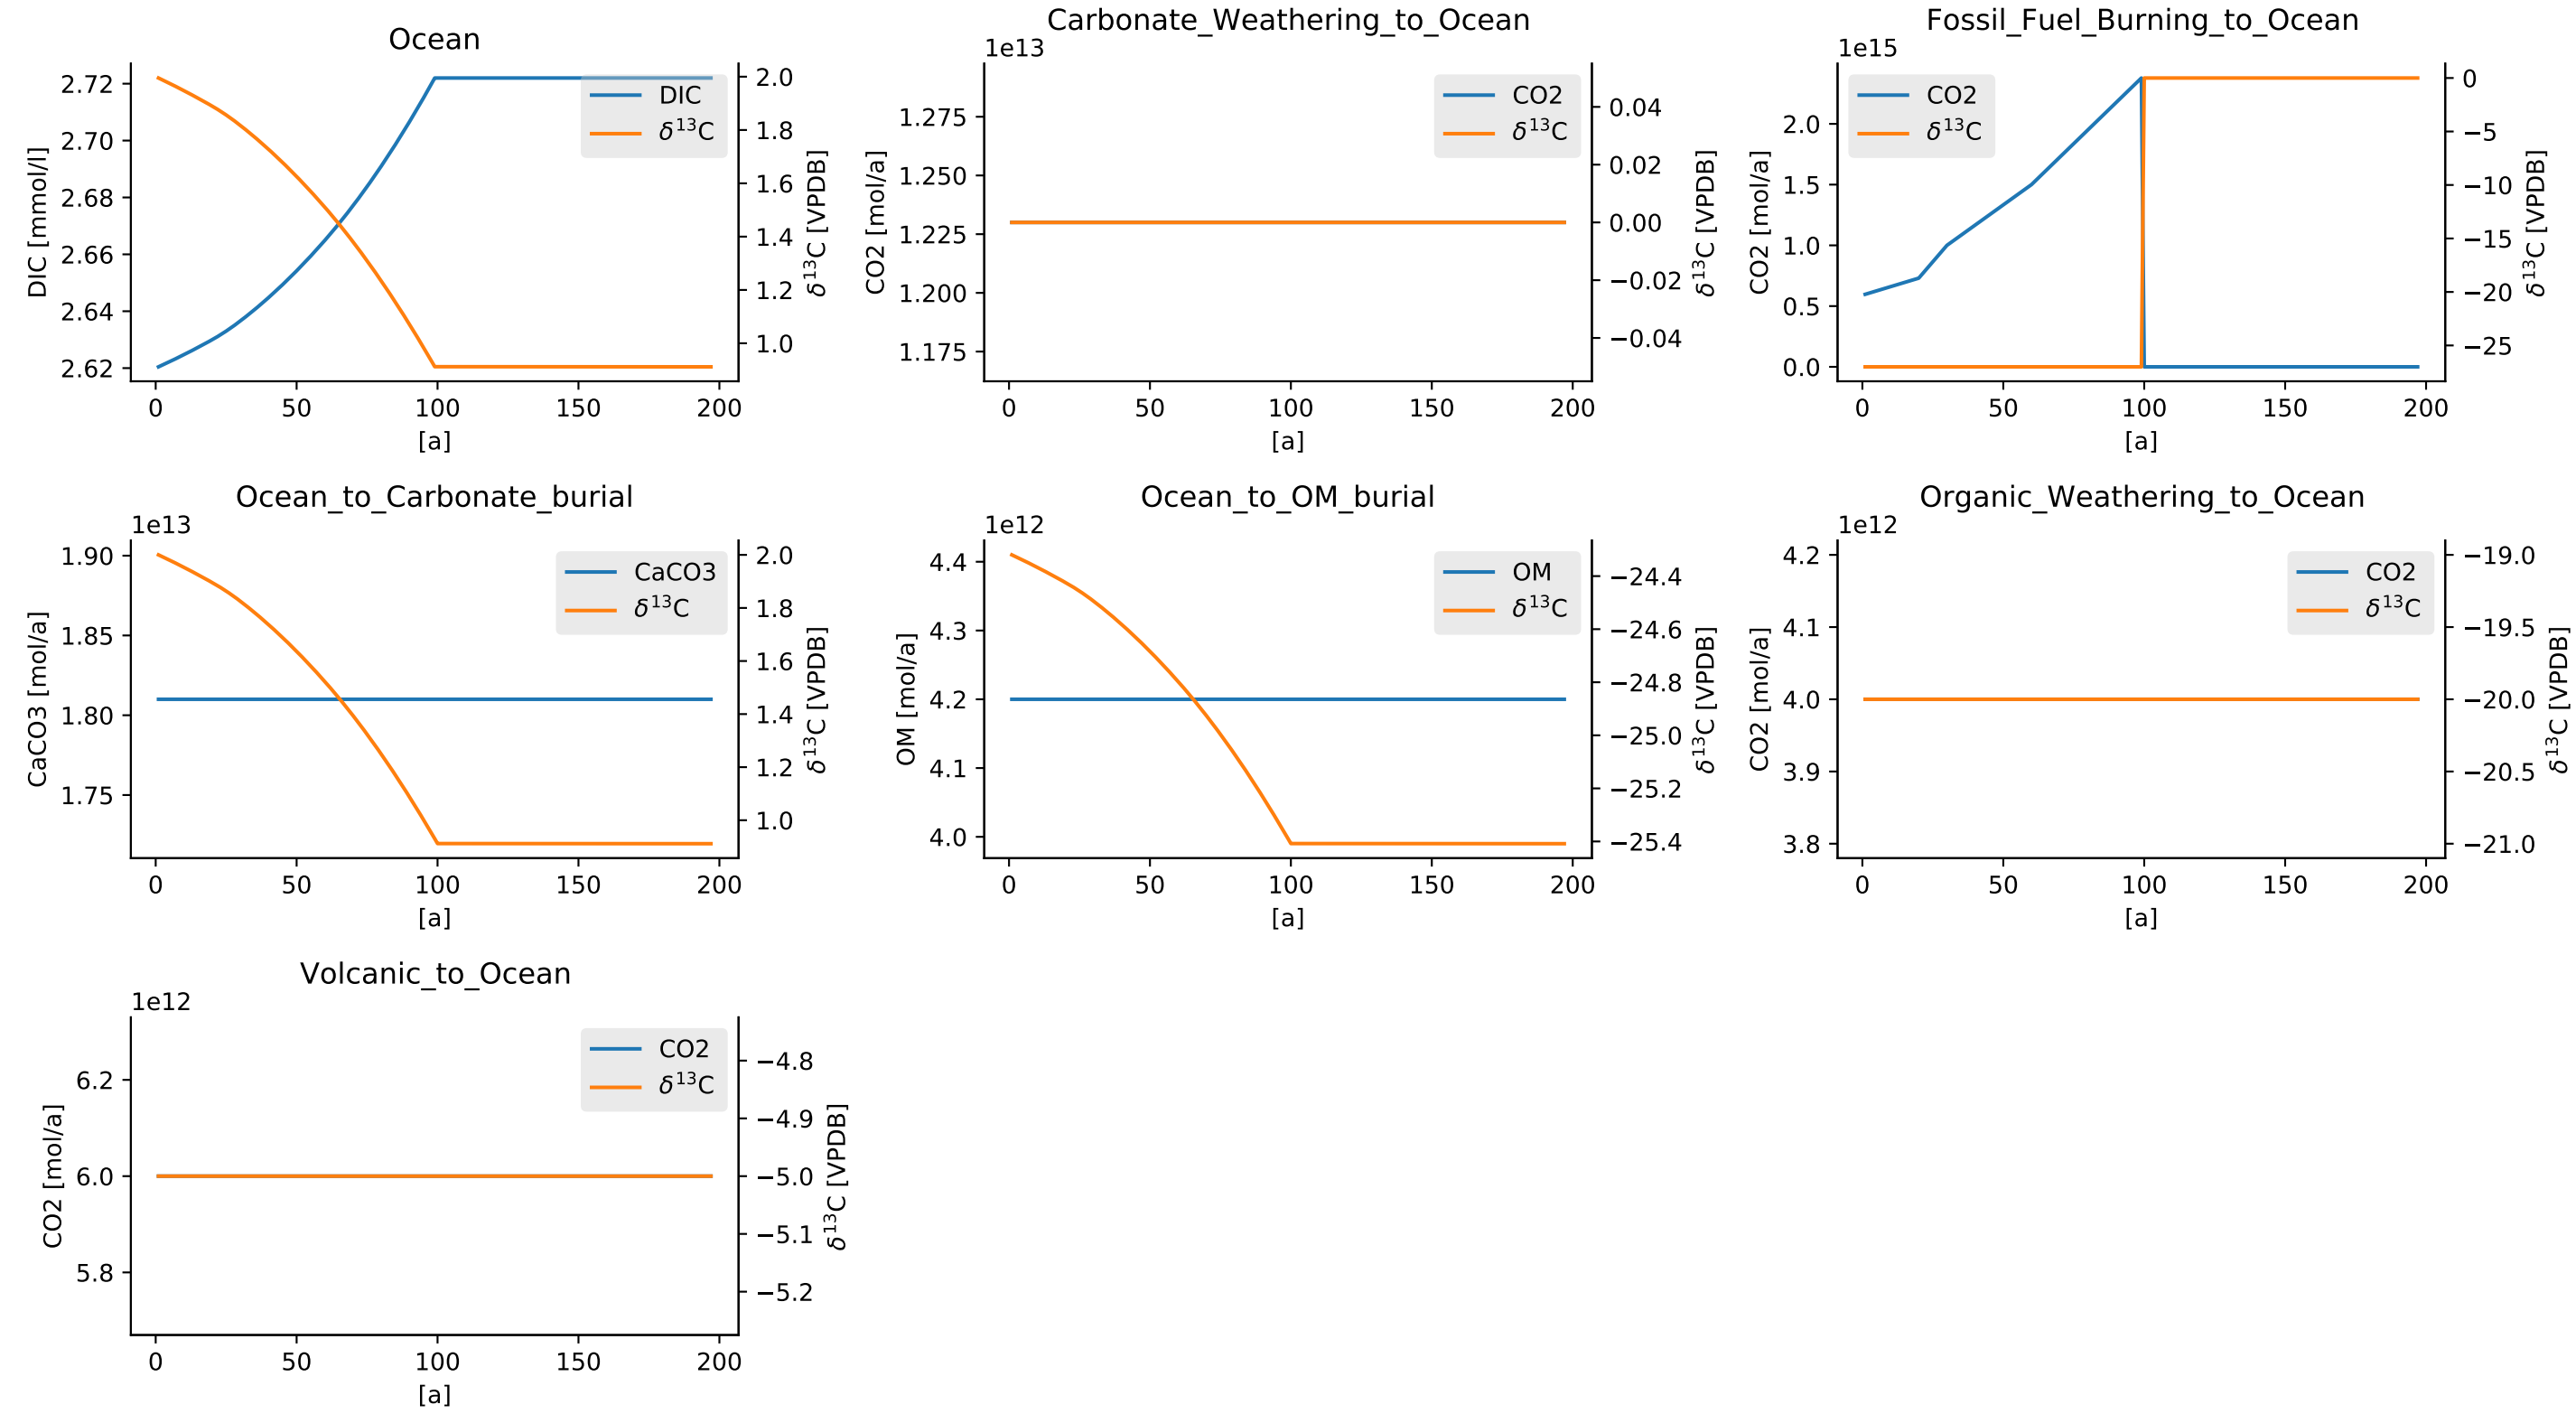 Ocean
DIC [mmol/l]
2.72
2.70
2.68
2.66
2.64
2.62
DIC
δ¹³C
2.0
1.8
1.6
1.4
1.2
1.0
δ¹³C [VPDB]
0 50 100 150 200
[a]
Carbonate_Weathering_to_Ocean
1e13
CO2 [mol/a]
1.275
1.250
1.225
1.200
1.175
CO2
δ¹³C
0.04
0.02
0.00
−0.02
−0.04
δ¹³C [VPDB]
0 50 100 150 200
[a]
Fossil_Fuel_Burning_to_Ocean
1e15
CO2 [mol/a]
2.0
1.5
1.0
0.5
0.0
CO2
δ¹³C
0
−5
−10
−15
−20
−25
δ¹³C [VPDB]
0 50 100 150 200
[a]
Ocean_to_Carbonate_burial
1e13
CaCO3 [mol/a]
1.90
1.85
1.80
1.75
CaCO3
δ¹³C
2.0
1.8
1.6
1.4
1.2
1.0
δ¹³C [VPDB]
0 50 100 150 200
[a]
Ocean_to_OM_burial
1e12
OM [mol/a]
4.4
4.3
4.2
4.1
4.0
OM
δ¹³C
−24.4
−24.6
−24.8
−25.0
−25.2
−25.4
δ¹³C [VPDB]
0 50 100 150 200
[a]
Organic_Weathering_to_Ocean
1e12
CO2 [mol/a]
4.2
4.1
4.0
3.9
3.8
CO2
δ¹³C
−19.0
−19.5
−20.0
−20.5
−21.0
δ¹³C [VPDB]
0 50 100 150 200
[a]
Volcanic_to_Ocean
1e12
CO2 [mol/a]
6.2
6.0
5.8
CO2
δ¹³C
−4.8
−4.9
−5.0
−5.1
−5.2
δ¹³C [VPDB]
0 50 100 150 200
[a]